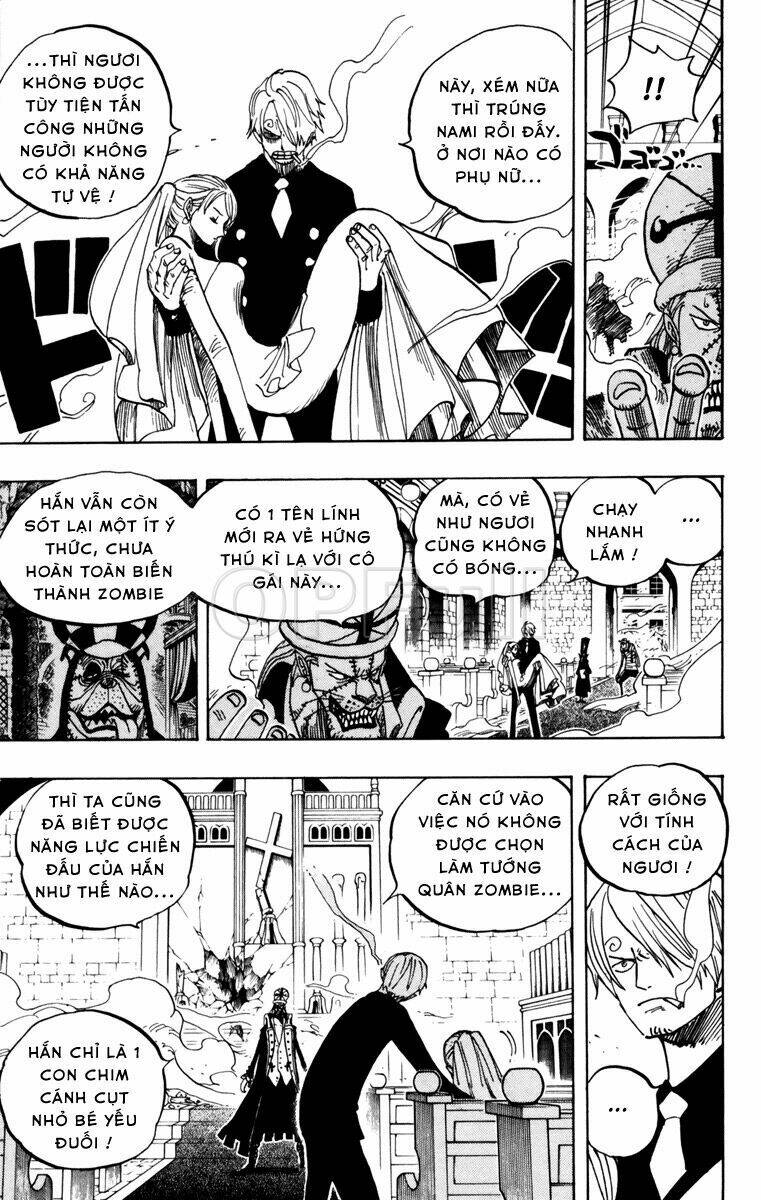 !!
ゴゴゴゴ...
NÀY, XÉM NỮA
THÌ TRÚNG
NAMI RỒI ĐẤY.
Ở NƠI NÀO CÓ
PHỤ NỮ...
...THÌ NGƯƠI
KHÔNG ĐƯỢC
TÙY TIỆN TẤN
CÔNG NHỮNG
NGƯỜI KHÔNG
CÓ KHẢ NĂNG
TỰ VỆ !
ド
...
CHẠY
NHANH
LẮM !
MÀ, CÓ VẺ
NHƯ NGƯƠI
CŨNG KHÔNG
CÓ BÓNG...
CÓ 1 TÊN LÍNH
MỚI RA VẺ HỨNG
THÚ KÌ LẠ VỚI CÔ
GÁI NÀY...
HẮN VẪN CÒN
SÓT LẠI MỘT ÍT Ý
THỨC, CHƯA
HOÀN TOÀN BIẾN
THÀNH ZOMBIE
RẤT GIỐNG
VỚI TÍNH
CÁCH CỦA
NGƯƠI !
...
CĂN CỨ VÀO
VIỆC NÓ KHÔNG
ĐƯỢC CHỌN
LÀM TƯỚNG
QUÂN ZOMBIE...
THÌ TA CŨNG
ĐÃ BIẾT ĐƯỢC
NĂNG LỰC CHIẾN
ĐẤU CỦA HẮN
NHƯ THẾ NÀO...
HẮN CHỈ LÀ 1
CON CHIM
CÁNH CỤT
NHỎ BÉ YẾU
ĐUỐI !